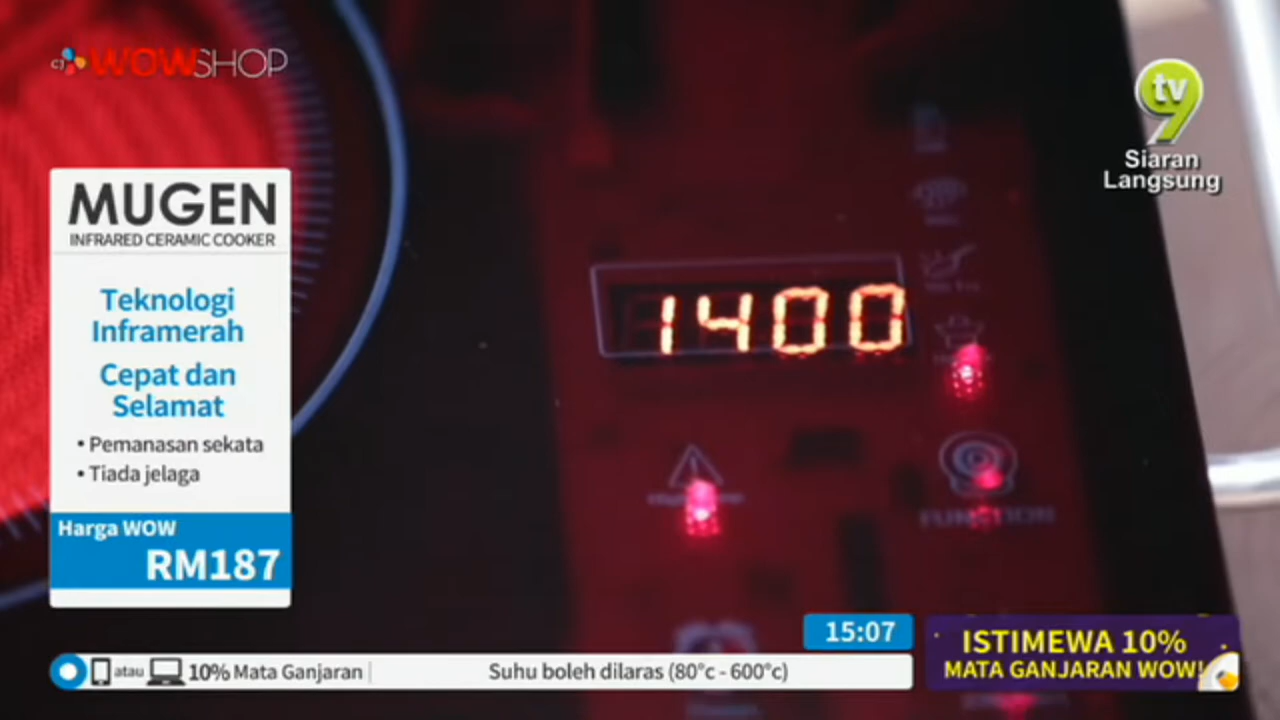 CJ WOWSHOP
tv9
Siaran
Langsung
MUGEN
INFRARED CERAMIC COOKER
Teknologi
Inframerah
Cepat dan
Selamat
• Pemanasan sekata
• Tiada jelaga
Harga WOW
RM187
1400
FUNCTION
15:07
atau 10% Mata Ganjaran
Suhu boleh dilaras (80°c - 600°c)
ISTIMEWA 10%
MATA GANJARAN WOW!